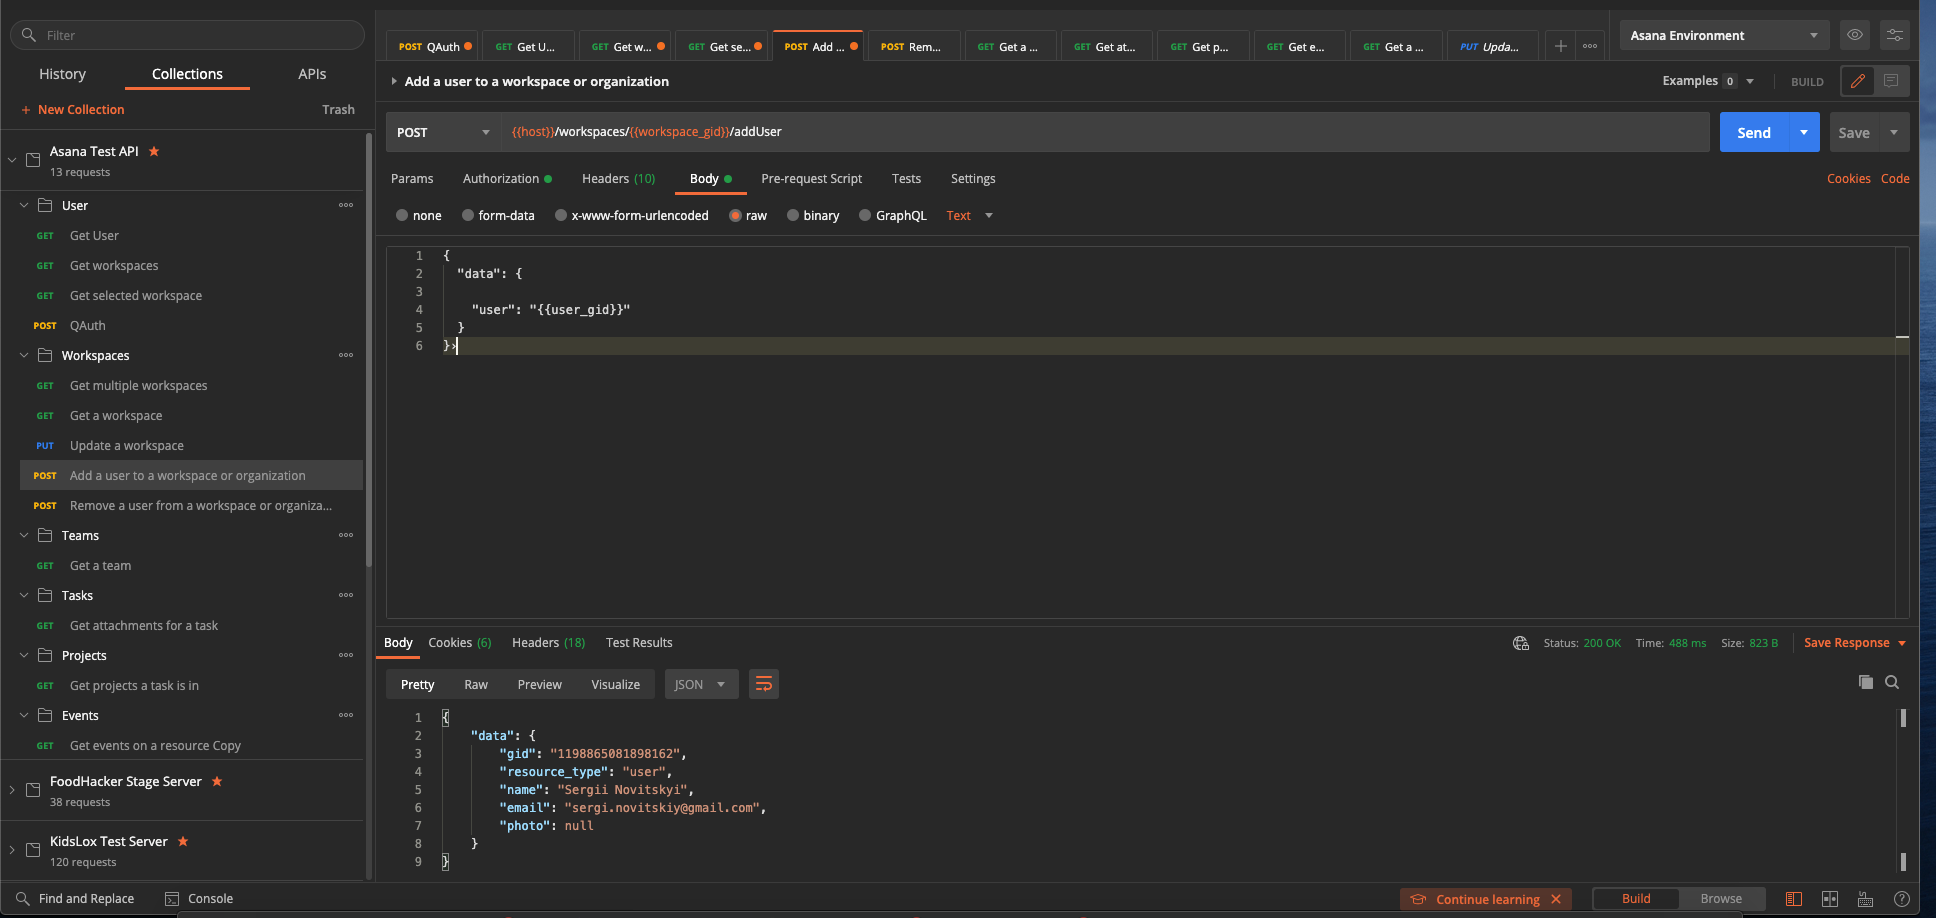 Filter
History Collections APIs
+ New Collection Trash
Asana Test API
13 requests
User
GET Get User
GET Get workspaces
GET Get selected workspace
POST QAuth
Workspaces
GET Get multiple workspaces
GET Get a workspace
PUT Update a workspace
POST Add a user to a workspace or organization
POST Remove a user from a workspace or organiza...
Teams
GET Get a team
Tasks
GET Get attachments for a task
Projects
GET Get projects a task is in
Events
GET Get events on a resource Copy
FoodHacker Stage Server
38 requests
KidsLox Test Server
120 requests
POST QAuth GET Get U... GET Get w... GET Get se... POST Add ... POST Rem... GET Get a ... GET Get at... GET Get p... GET Get e... GET Get a ... PUT Upda...
Asana Environment
Add a user to a workspace or organization
Examples 0 BUILD
POST {{host}}/workspaces/{{workspace_gid}}/addUser
Send Save
Params Authorization Headers (10) Body Pre-request Script Tests Settings
Cookies Code
none form-data x-www-form-urlencoded raw binary GraphQL Text
1 {
2 "data": {
3
4 "user": "{{user_gid}}"
5 }
6 }›
Body Cookies (6) Headers (18) Test Results
Status: 200 OK Time: 488 ms Size: 823 B Save Response
Pretty Raw Preview Visualize JSON
1 {
2 "data": {
3 "gid": "1198865081898162",
4 "resource_type": "user",
5 "name": "Sergii Novitskyi",
6 "email": "sergi.novitskiy@gmail.com",
7 "photo": null
8 }
9 }
Find and Replace Console
Continue learning Build Browse